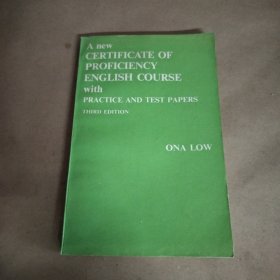 A new
CERTIFICATE OF
PROFICIENCY
ENGLISH COURSE
with
PRACTICE AND TEST PAPERS
THIRD EDITION
ONA LOW